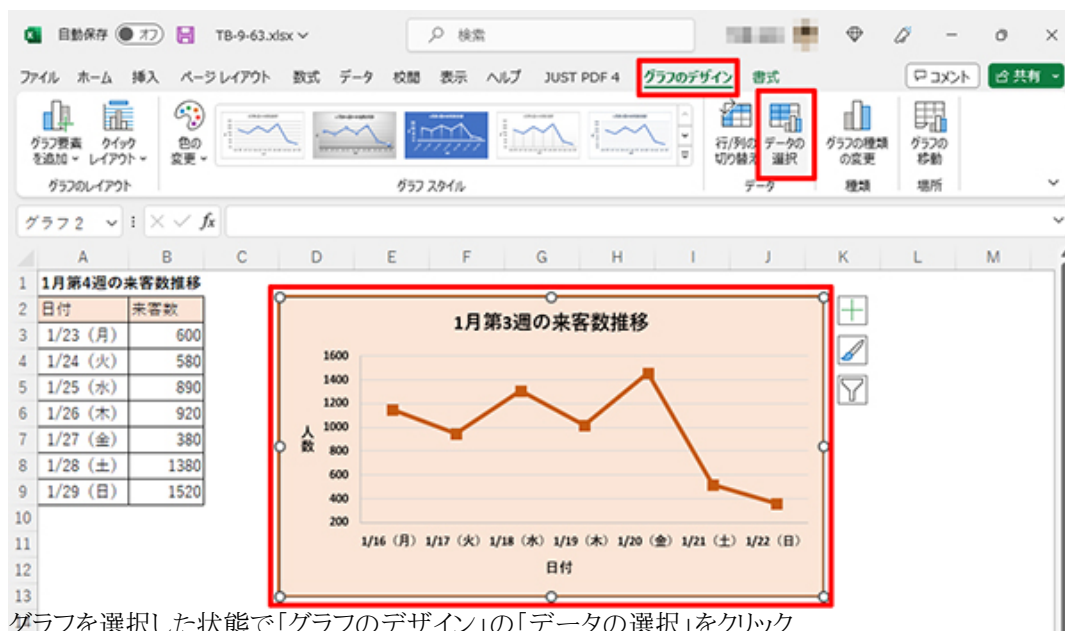 自動保存 オフ TB-9-63.xlsx 検索
ファイル ホーム 挿入 ページ レイアウト 数式 データ 校閲 表示 ヘルプ JUST PDF 4 グラフのデザイン 書式 コメント 共有
グラフ要素を追加 クイックレイアウト 色の変更 行/列の切り替え データの選択 グラフの種類の変更 グラフの移動
グラフのレイアウト グラフ スタイル データ 種類 場所
グラフ 2 fx
A B C D E F G H I J K L M
1 1月第4週の来客数推移
2 日付 来客数
3 1/23（月） 600
4 1/24（火） 580
5 1/25（水） 890
6 1/26（木） 920
7 1/27（金） 380
8 1/28（土） 1380
9 1/29（日） 1520
10
11
12
13
1月第3週の来客数推移
1600
1400
1200
1000
800
600
400
200
人数
1/16（月） 1/17（火） 1/18（水） 1/19（木） 1/20（金） 1/21（土） 1/22（日）
日付
グラフを選択した状態で「グラフのデザイン」の「データの選択」をクリック